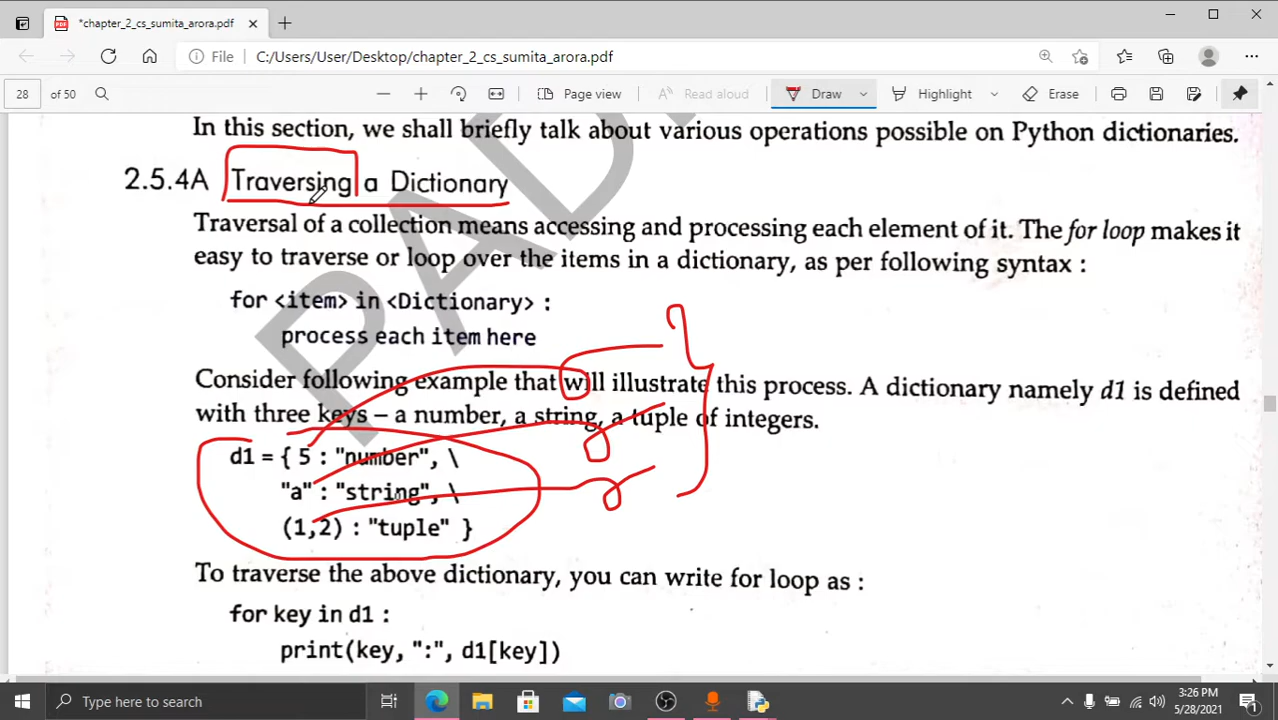 *chapter_2_cs_sumita_arora.pdf
File C:/Users/User/Desktop/chapter_2_cs_sumita_arora.pdf
28 of 50 Page view Read aloud Draw Highlight Erase
In this section, we shall briefly talk about various operations possible on Python dictionaries.
2.5.4A Traversing a Dictionary
Traversal of a collection means accessing and processing each element of it. The for loop makes it
easy to traverse or loop over the items in a dictionary, as per following syntax :
for <item> in <Dictionary> :
process each item here
Consider following example that will illustrate this process. A dictionary namely d1 is defined
with three keys – a number, a string, a tuple of integers.
d1 = { 5 : "number", \
"a" : "string", \
(1,2) : "tuple" }
To traverse the above dictionary, you can write for loop as :
for key in d1 :
print(key, ":", d1[key])
Type here to search
3:26 PM
5/28/2021
1